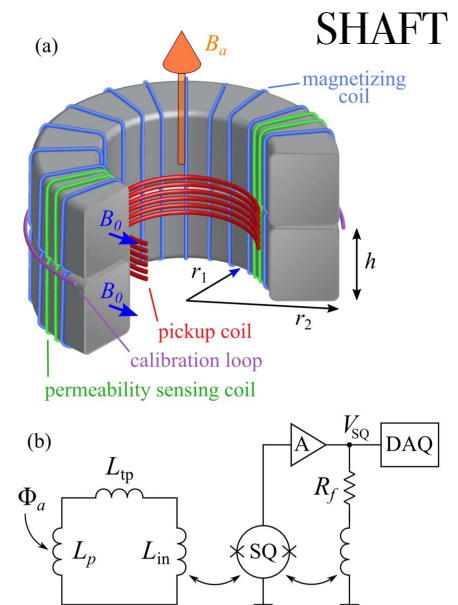 SHAFT
(a)
B_a
magnetizing
coil
B_0
B_0
r_1
r_2
h
pickup coil
calibration loop
permeability sensing coil
(b)
L_tp
Φ_a
L_p
L_in
SQ
A
V_SQ
DAQ
R_f